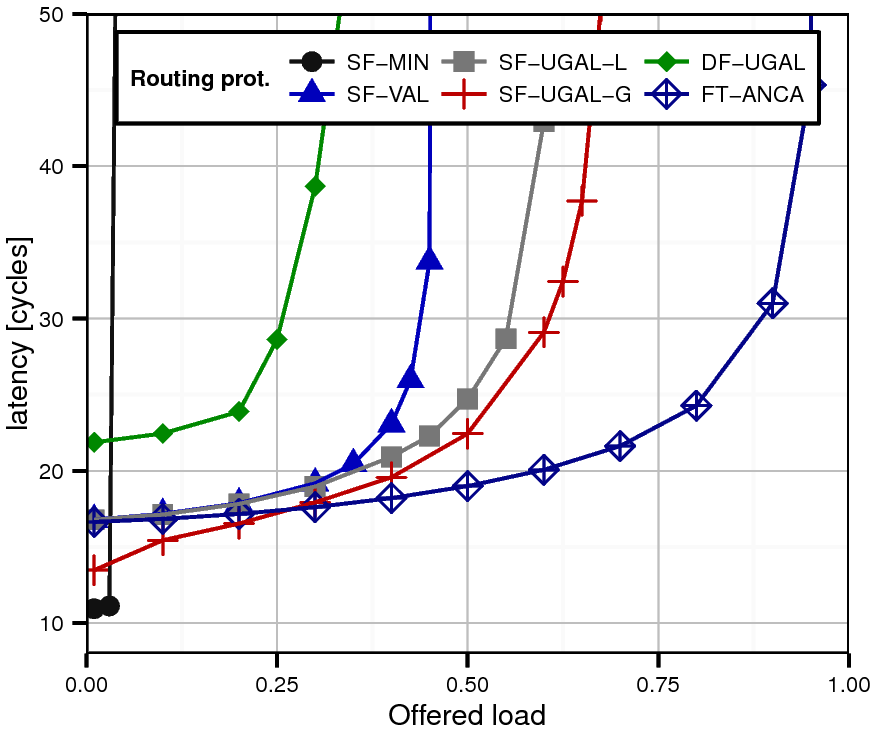 50
40
30
20
10
latency [cycles]
Routing prot.
SF−MIN SF−UGAL−L DF−UGAL
SF−VAL SF−UGAL−G FT−ANCA
0.00 0.25 0.50 0.75 1.00
Offered load